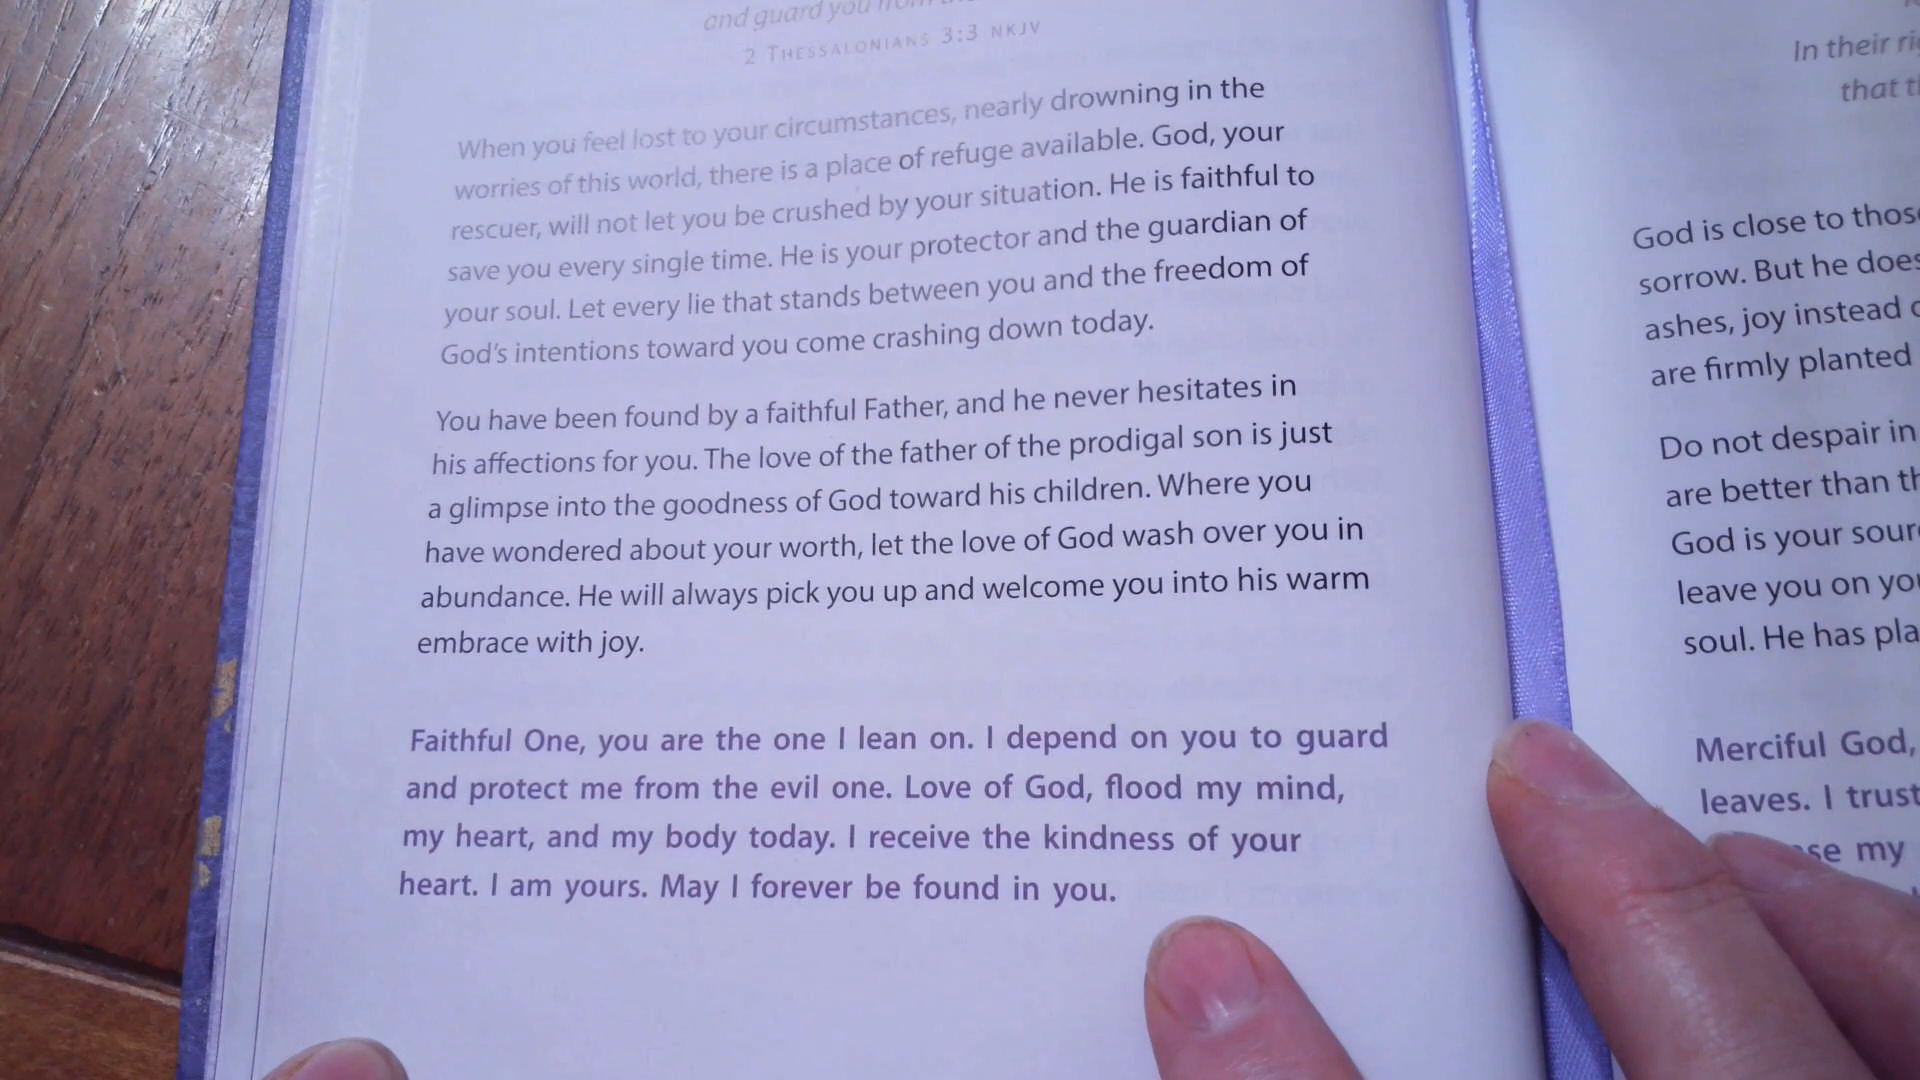 and guard you from the
2 THESSALONIANS 3:3 NKJV
When you feel lost to your circumstances, nearly drowning in the
worries of this world, there is a place of refuge available. God, your
rescuer, will not let you be crushed by your situation. He is faithful to
save you every single time. He is your protector and the guardian of
your soul. Let every lie that stands between you and the freedom of
God's intentions toward you come crashing down today.
You have been found by a faithful Father, and he never hesitates in
his affections for you. The love of the father of the prodigal son is just
a glimpse into the goodness of God toward his children. Where you
have wondered about your worth, let the love of God wash over you in
abundance. He will always pick you up and welcome you into his warm
embrace with joy.
Faithful One, you are the one I lean on. I depend on you to guard
and protect me from the evil one. Love of God, flood my mind,
my heart, and my body today. I receive the kindness of your
heart. I am yours. May I forever be found in you.
In their
that
God is close to
sorrow. But he does
ashes, joy instead
are firmly planted
Do not despair in
are better than
God is your
leave you on
soul. He has
Merciful God,
leaves. I trust
my